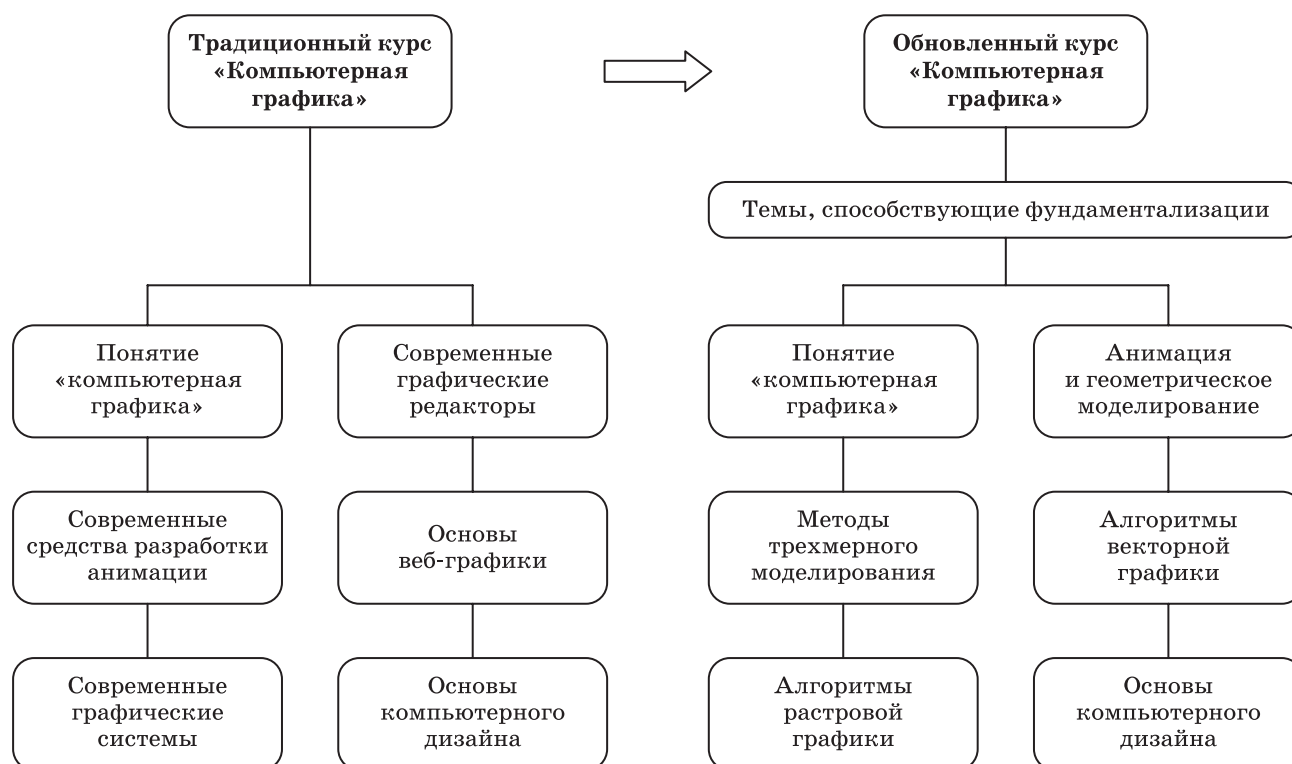 Традиционный курс
«Компьютерная
графика»
Обновленный курс
«Компьютерная
графика»
Темы, способствующие фундаментализации
Понятие
«компьютерная
графика»
Современные
графические
редакторы
Понятие
«компьютерная
графика»
Анимация
и геометрическое
моделирование
Современные
средства разработки
анимации
Основы
веб-графики
Методы
трехмерного
моделирования
Алгоритмы
векторной
графики
Современные
графические
системы
Основы
компьютерного
дизайна
Алгоритмы
растровой
графики
Основы
компьютерного
дизайна